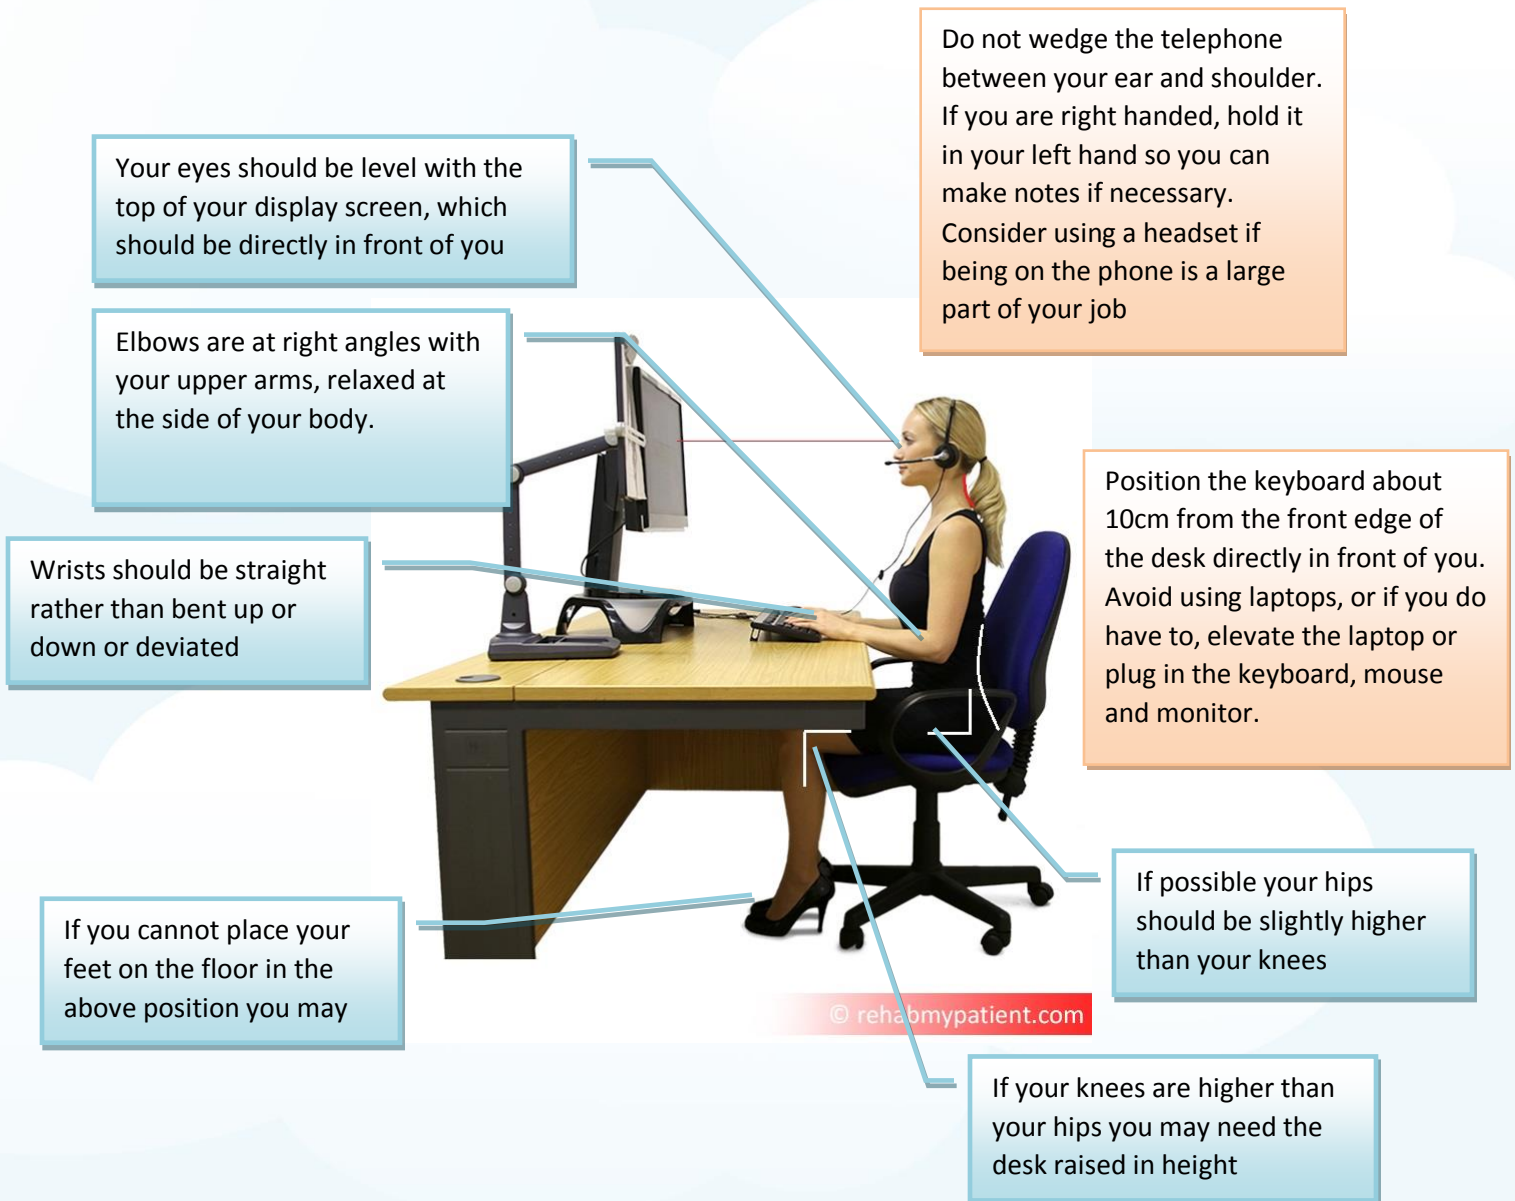 Do not wedge the telephone
between your ear and shoulder.
If you are right handed, hold it
in your left hand so you can
make notes if necessary.
Consider using a headset if
being on the phone is a large
part of your job
Your eyes should be level with the
top of your display screen, which
should be directly in front of you
Elbows are at right angles with
your upper arms, relaxed at
the side of your body.
Position the keyboard about
10cm from the front edge of
the desk directly in front of you.
Avoid using laptops, or if you do
have to, elevate the laptop or
plug in the keyboard, mouse
and monitor.
Wrists should be straight
rather than bent up or
down or deviated
If possible your hips
should be slightly higher
than your knees
If you cannot place your
feet on the floor in the
above position you may
© rehabmypatient.com
If your knees are higher than
your hips you may need the
desk raised in height